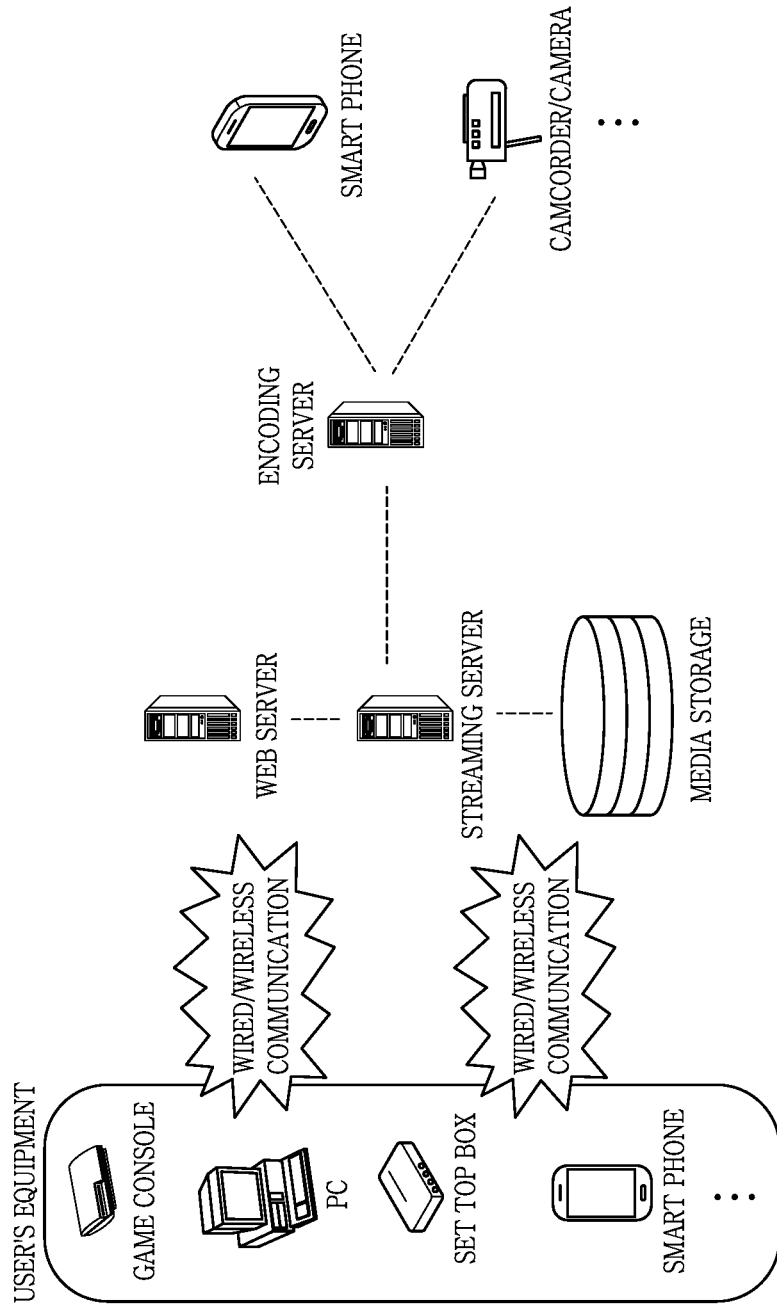 USER'S EQUIPMENT
GAME CONSOLE
PC
SET TOP BOX
SMART PHONE
WIRED/WIRELESS
COMMUNICATION
WIRED/WIRELESS
COMMUNICATION
WEB SERVER
STREAMING SERVER
MEDIA STORAGE
ENCODING
SERVER
SMART PHONE
CAMCORDER/CAMERA